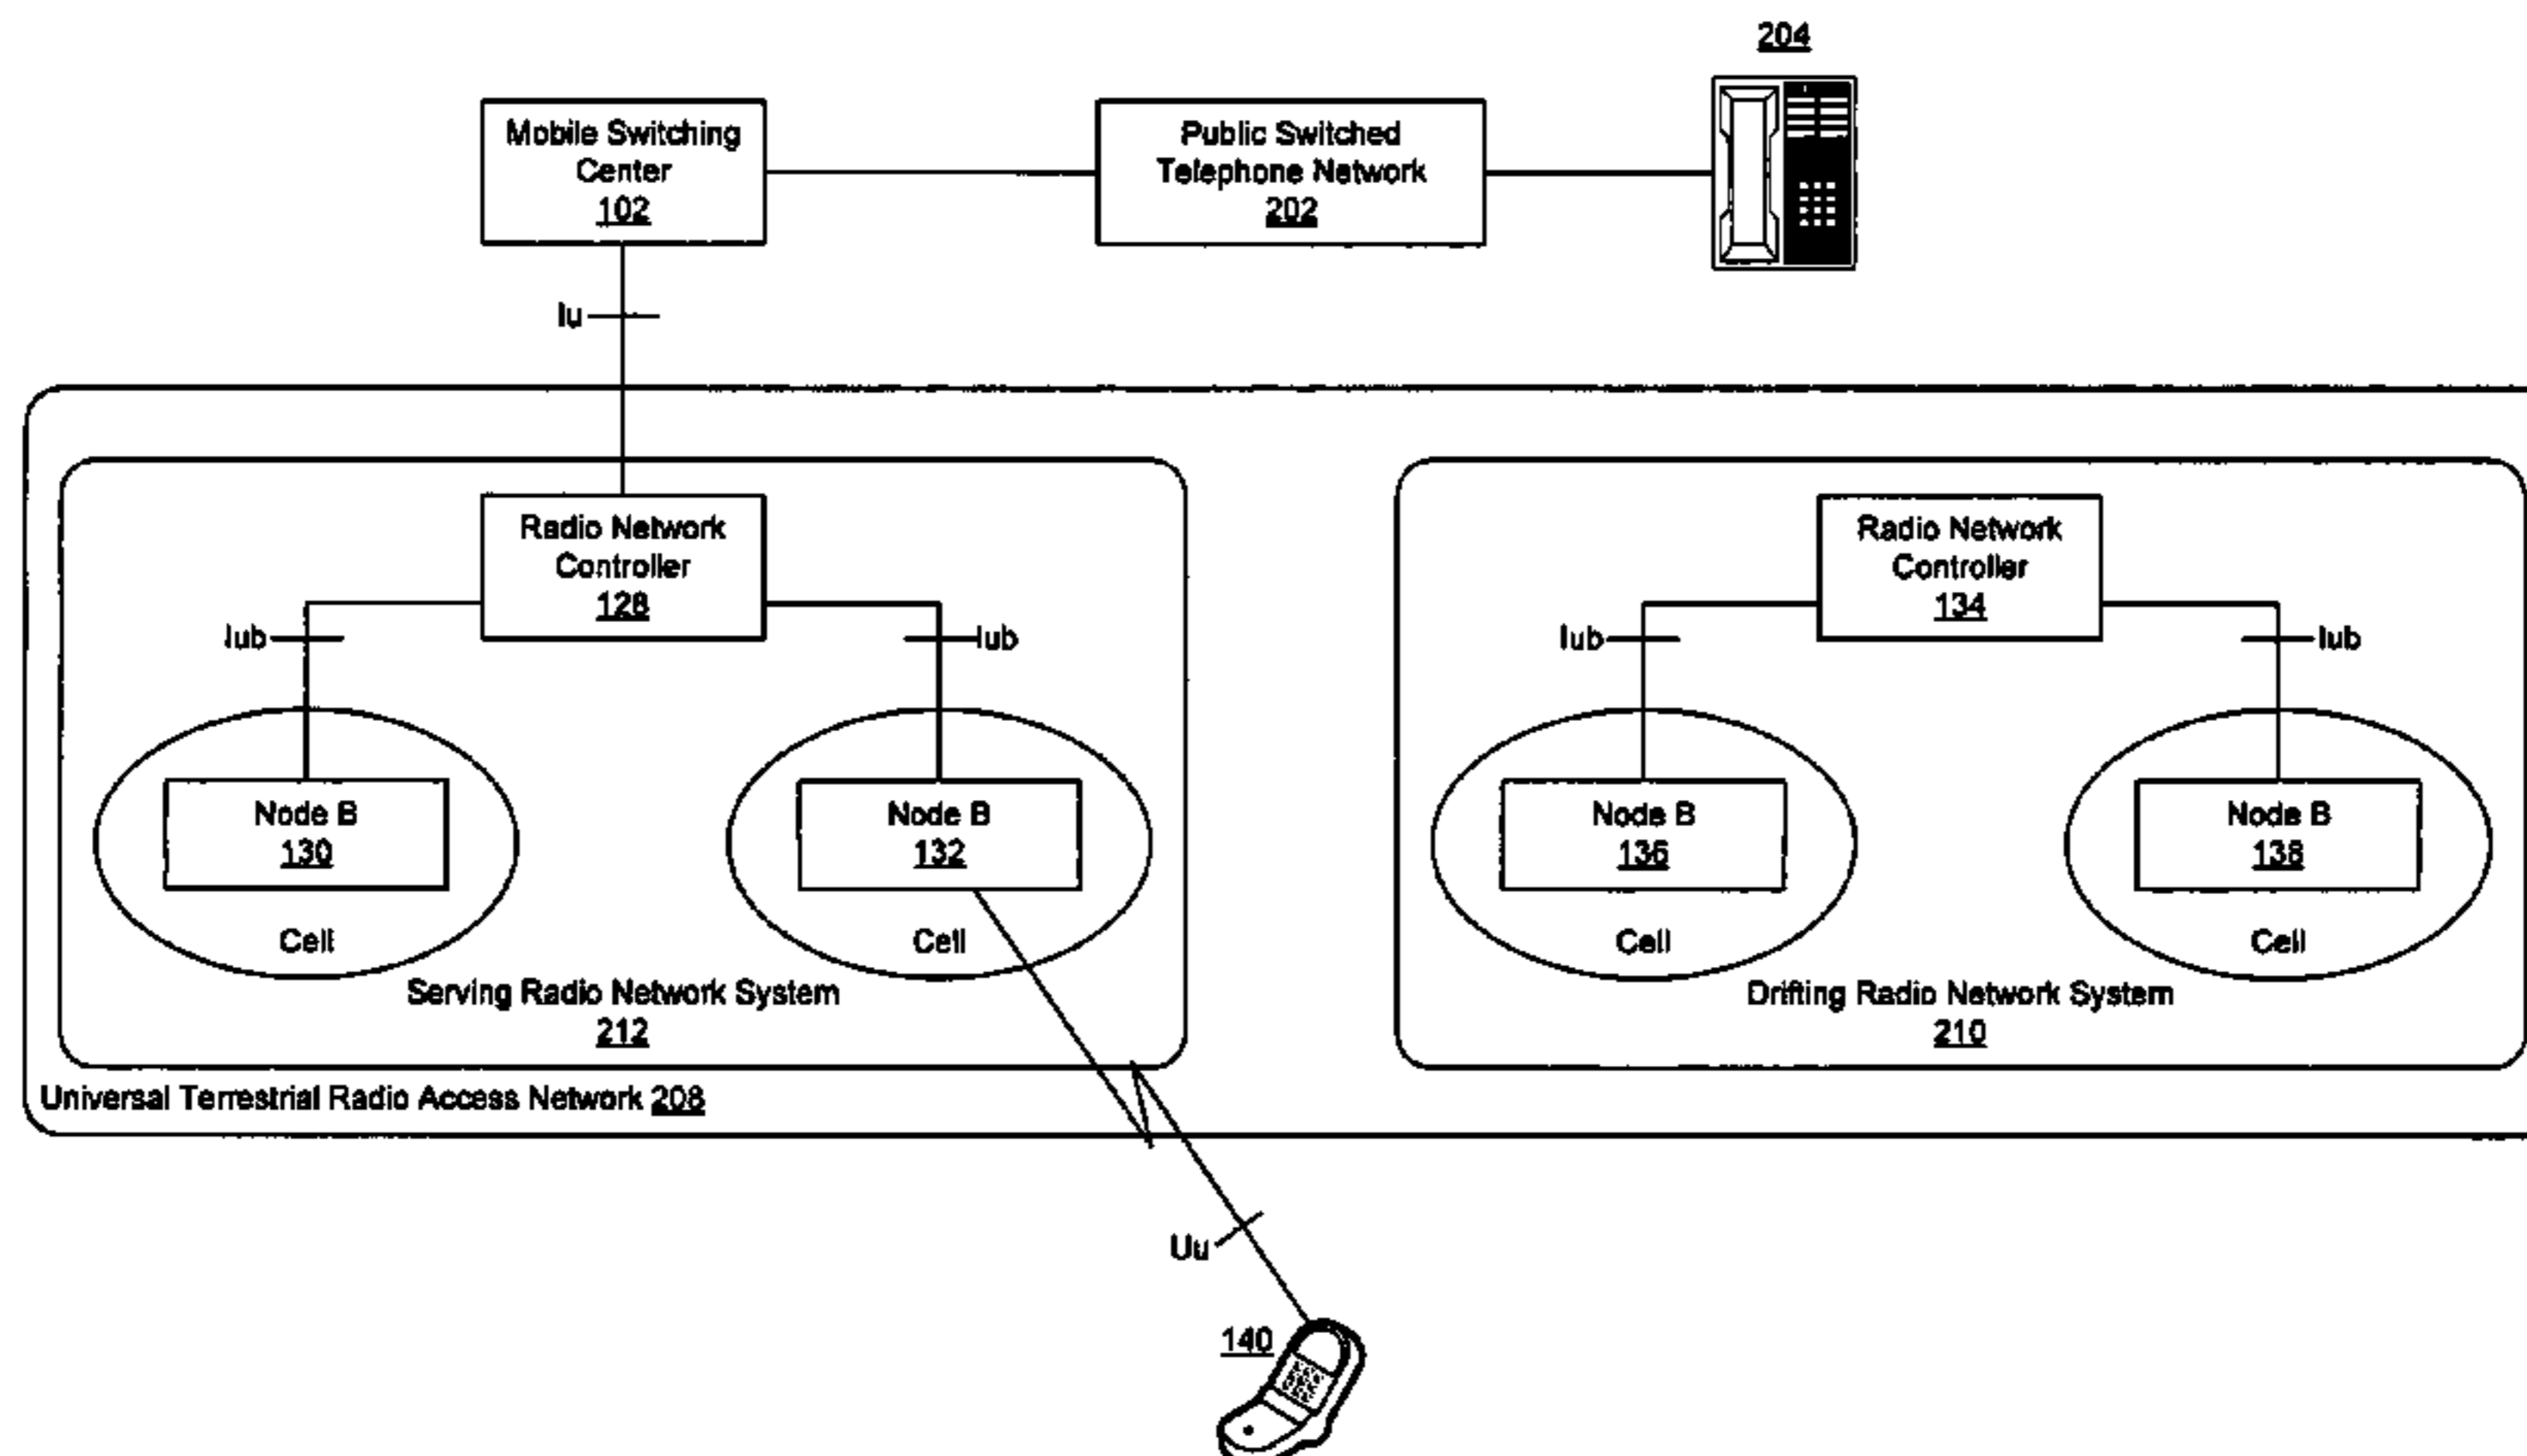 204
Mobile Switching
Center
102
Public Switched
Telephone Network
202
Iu
Radio Network
Controller
128
Radio Network
Controller
134
Iub
Iub
Iub
Iub
Node B
130
Node B
132
Node B
136
Node B
138
Cell
Cell
Cell
Cell
Serving Radio Network System
212
Drifting Radio Network System
210
Universal Terrestrial Radio Access Network 208
Uu
140